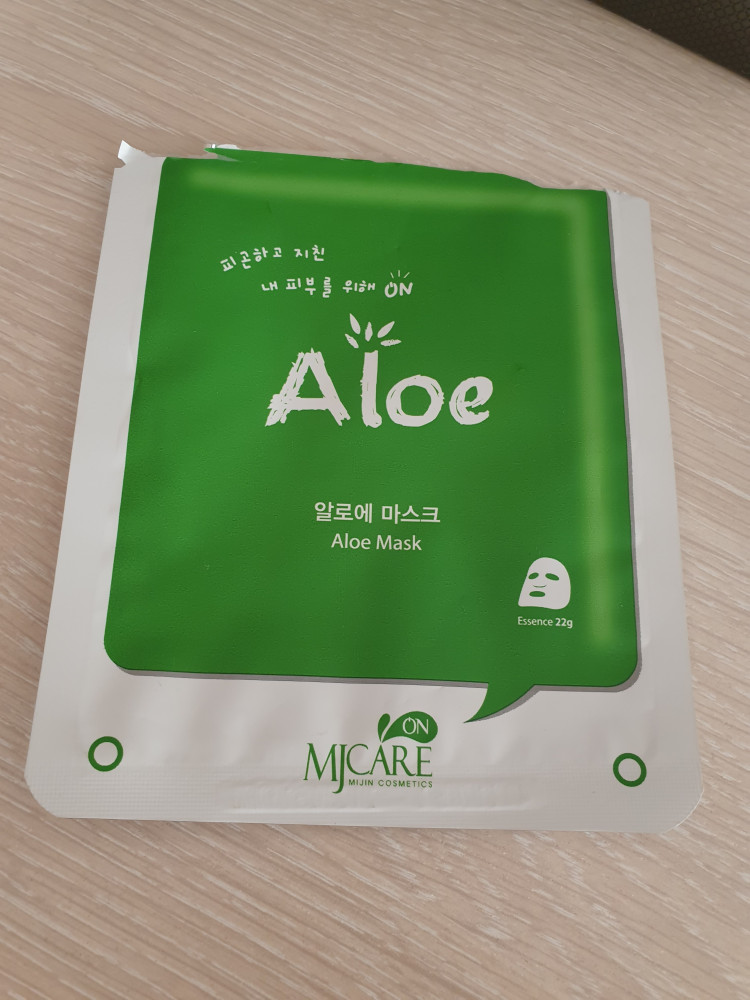 피곤하고 지친
내 피부를 위해 ON
Aloe
알로에 마스크
Aloe Mask
Essence 22g
ON
MJCARE
MIJIN COSMETICS